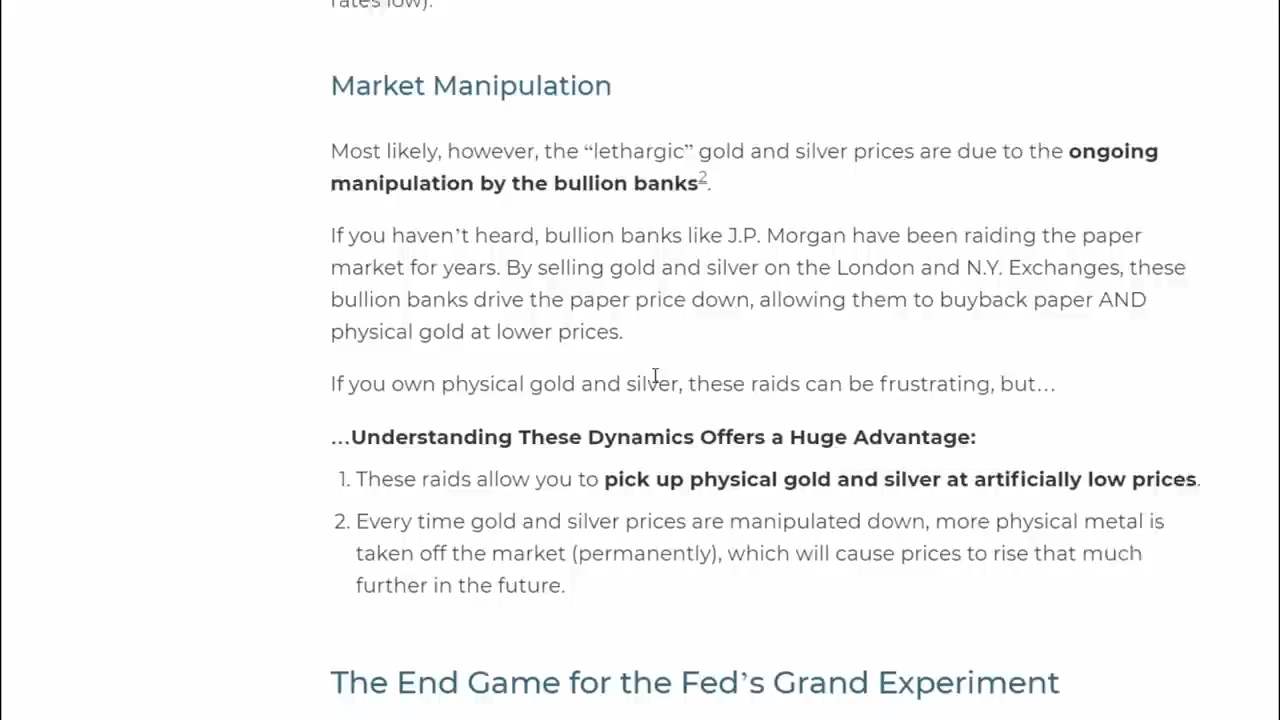 rates low).
Market Manipulation
Most likely, however, the “lethargic” gold and silver prices are due to the ongoing
manipulation by the bullion banks2.
If you haven’t heard, bullion banks like J.P. Morgan have been raiding the paper
market for years. By selling gold and silver on the London and N.Y. Exchanges, these
bullion banks drive the paper price down, allowing them to buyback paper AND
physical gold at lower prices.
If you own physical gold and silver, these raids can be frustrating, but…
…Understanding These Dynamics Offers a Huge Advantage:
1. These raids allow you to pick up physical gold and silver at artificially low prices.
2. Every time gold and silver prices are manipulated down, more physical metal is
taken off the market (permanently), which will cause prices to rise that much
further in the future.
The End Game for the Fed’s Grand Experiment